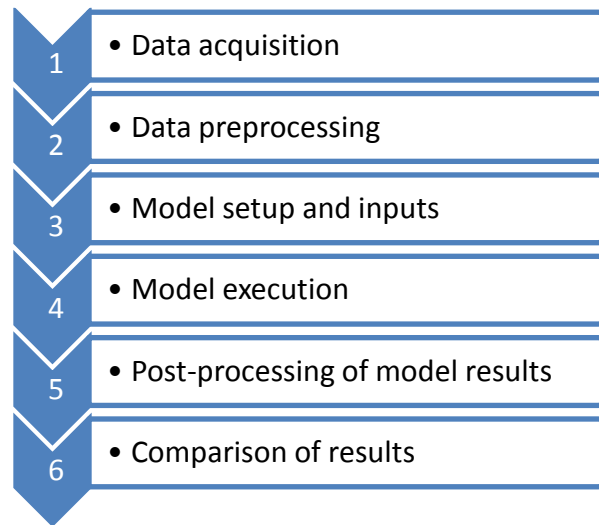 1 • Data acquisition
2 • Data preprocessing
3 • Model setup and inputs
4 • Model execution
5 • Post-processing of model results
6 • Comparison of results